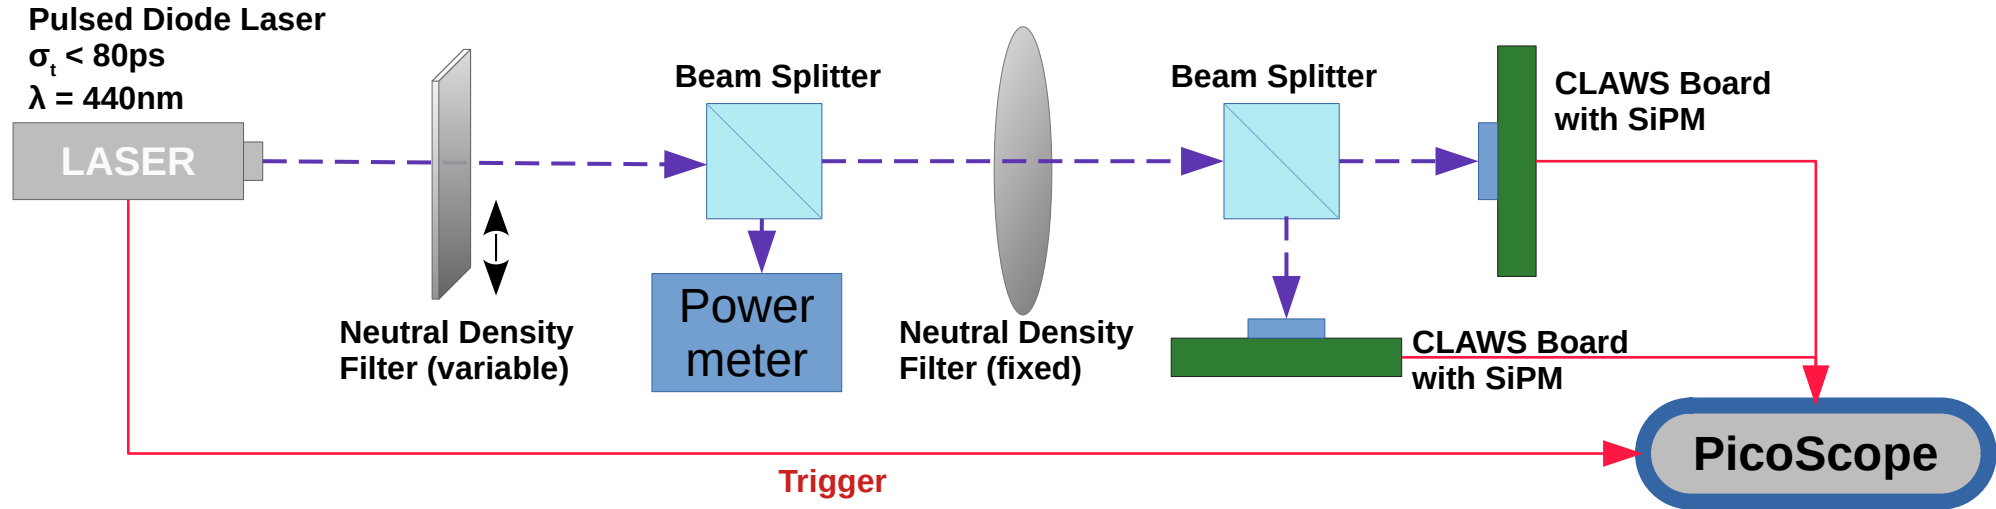 Pulsed Diode Laser
σt < 80ps
λ = 440nm
LASER
Neutral Density
Filter (variable)
Beam Splitter
Power
meter
Neutral Density
Filter (fixed)
Beam Splitter
CLAWS Board
with SiPM
CLAWS Board
with SiPM
Trigger
PicoScope